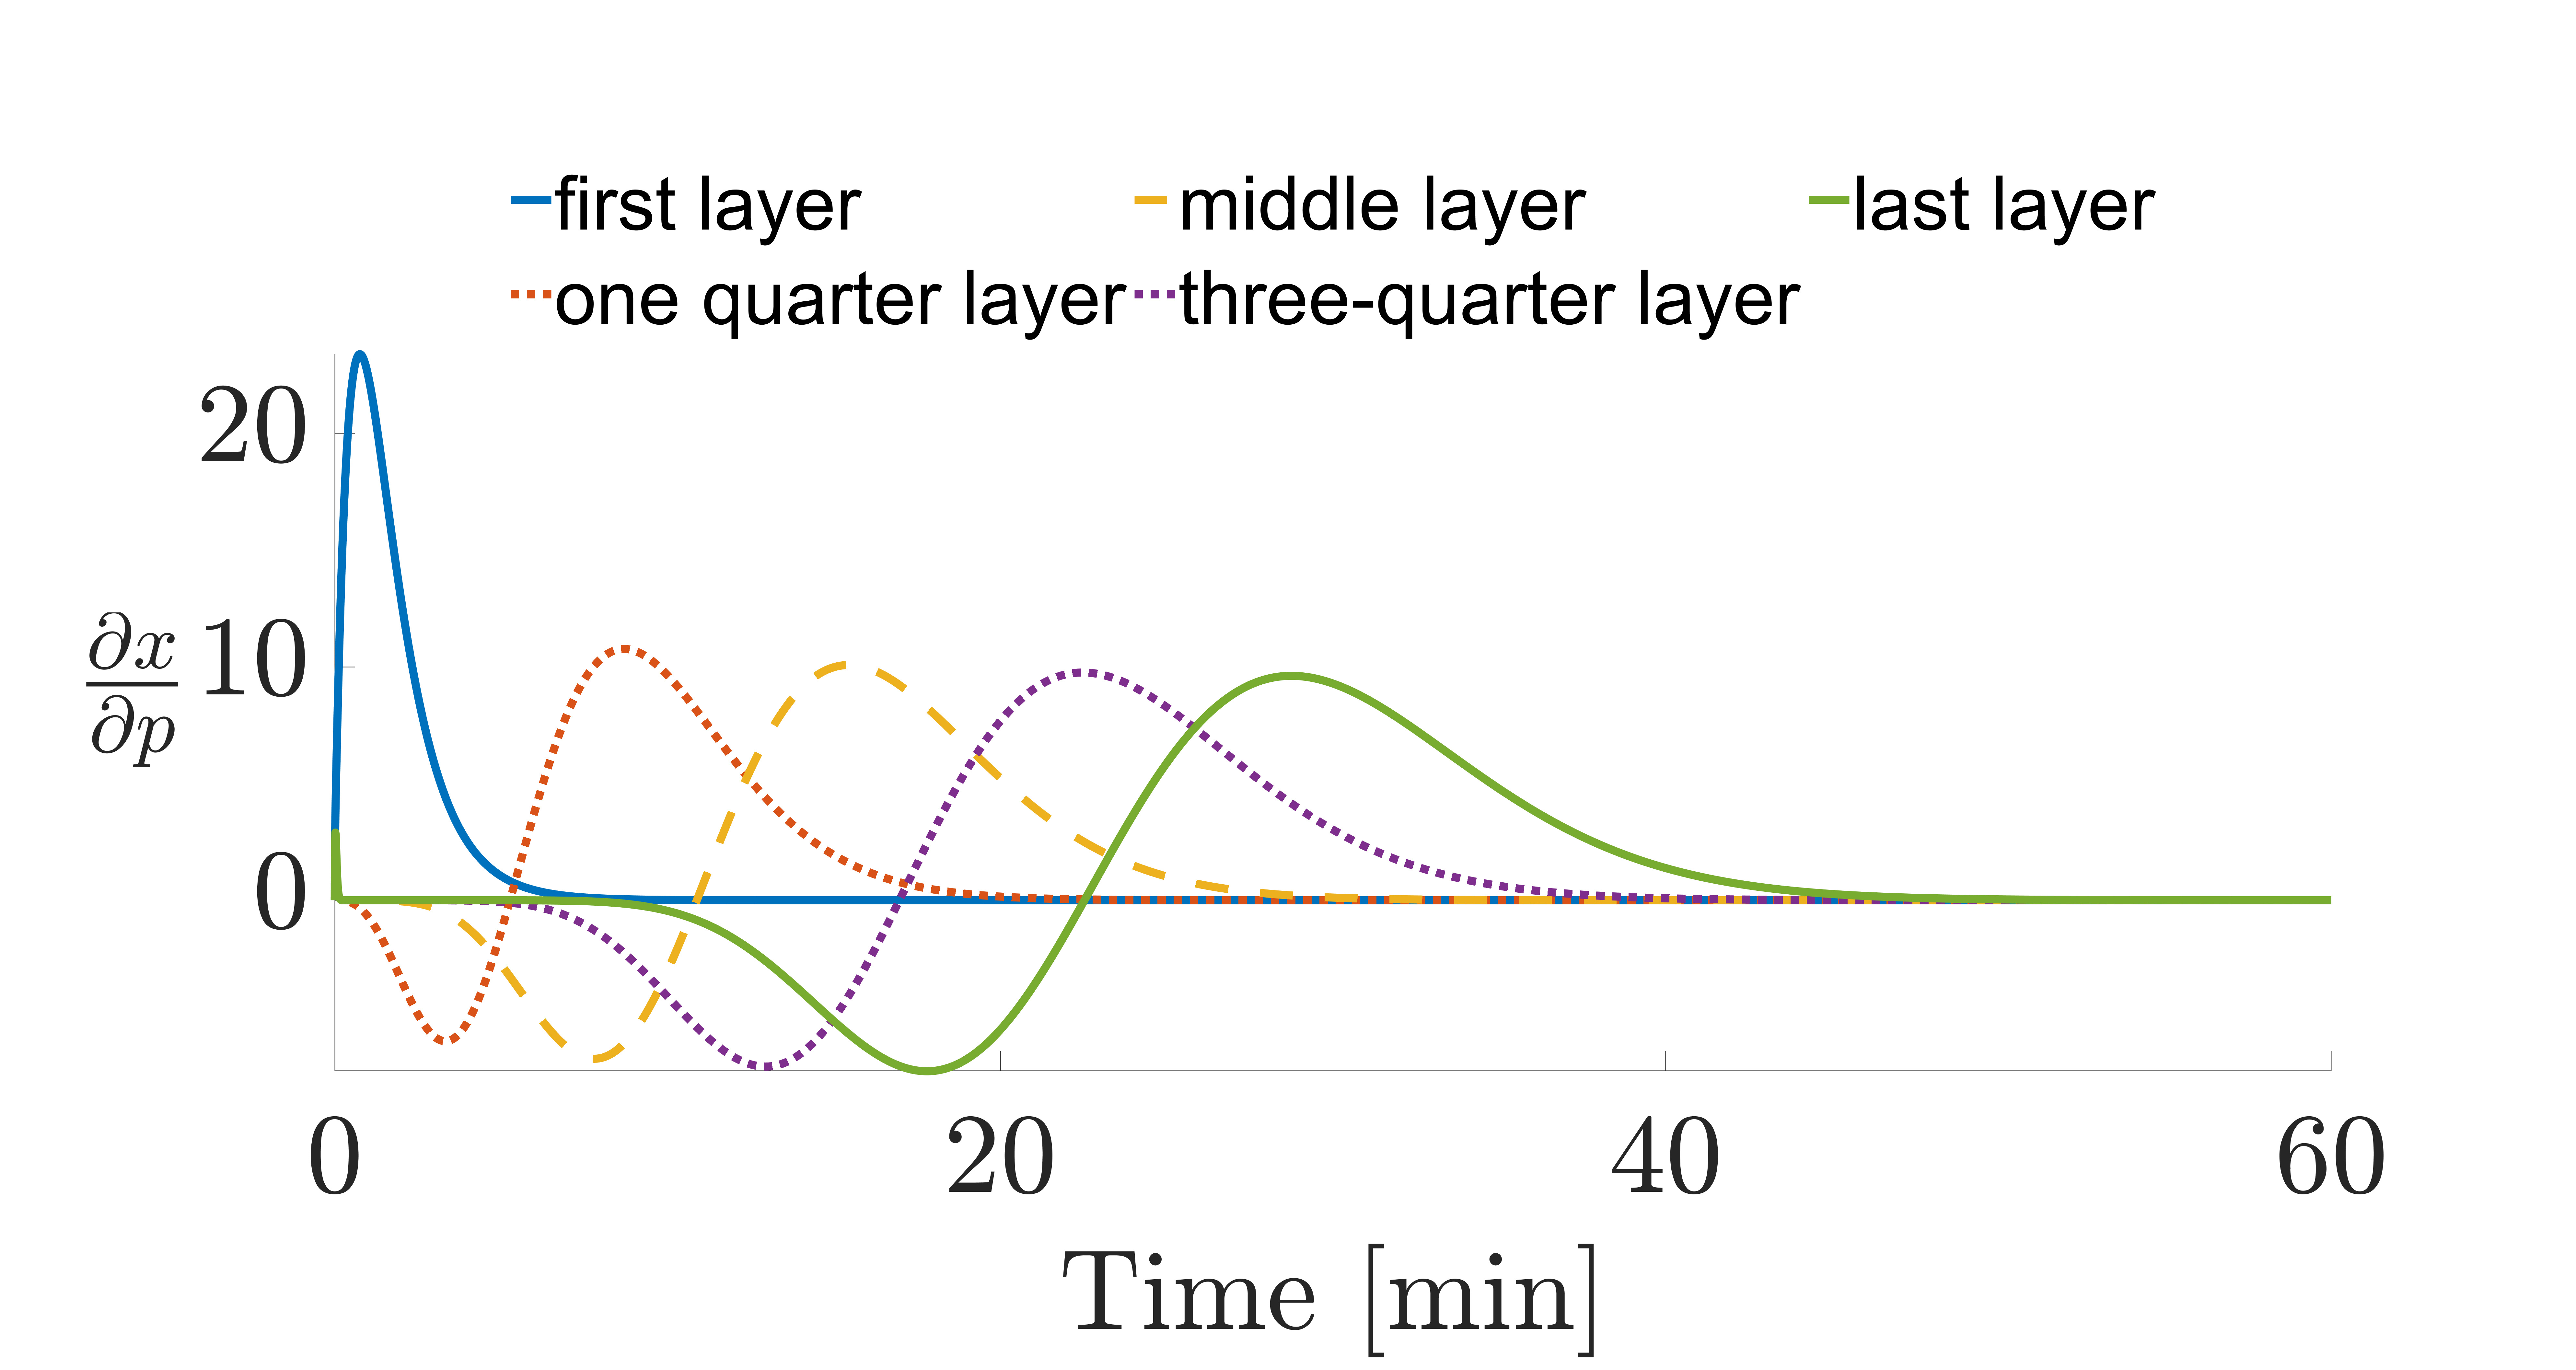 first layer
middle layer
last layer
one quarter layer
three-quarter layer
20
10
0
∂x
∂p
0
20
40
60
Time [min]